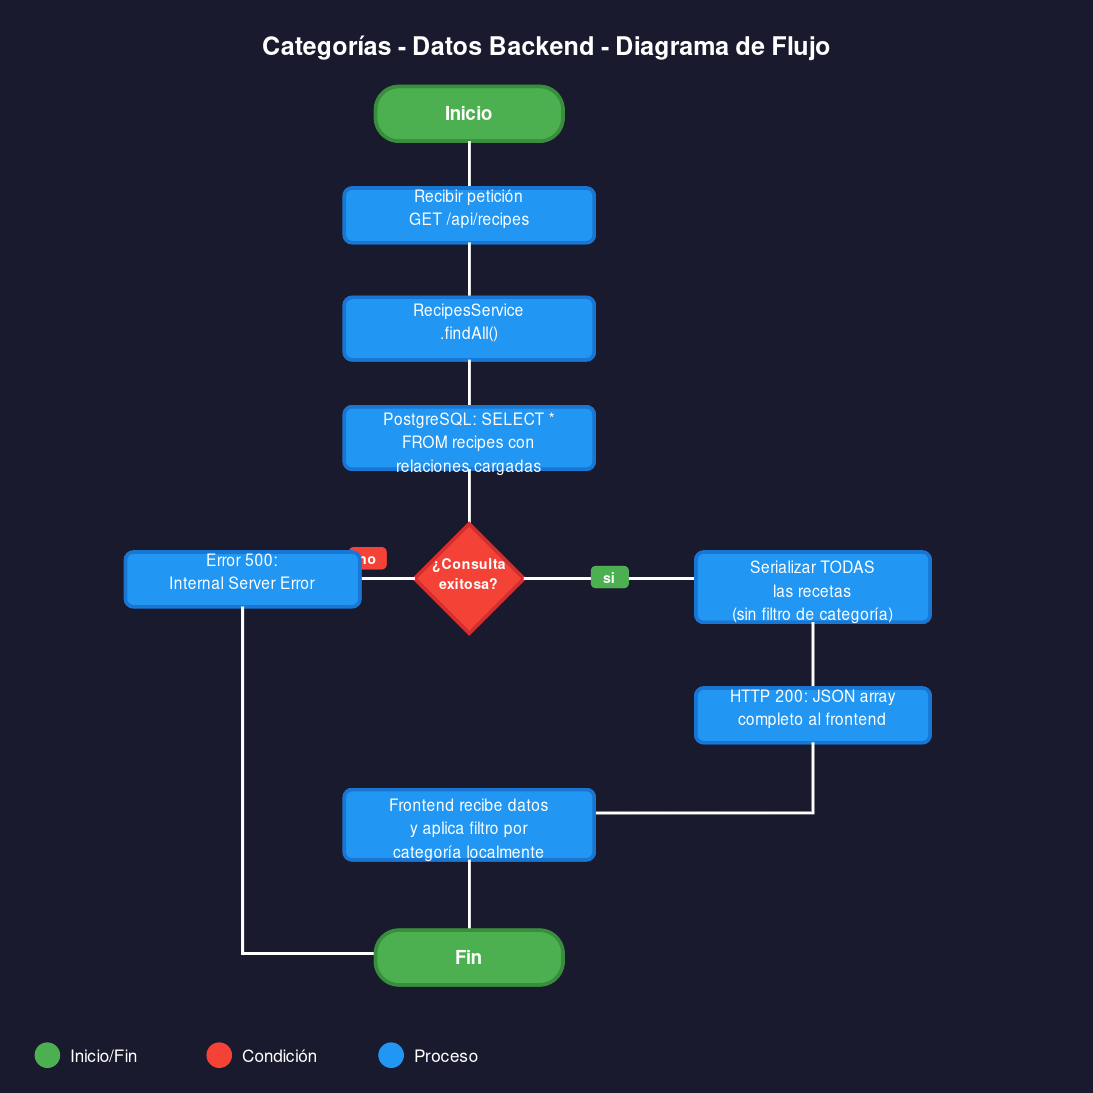 Categorías - Datos Backend - Diagrama de Flujo
Inicio
Recibir petición
GET /api/recipes
RecipesService
.findAll()
PostgreSQL: SELECT *
FROM recipes con
relaciones cargadas
¿Consulta
exitosa?
no
Error 500:
Internal Server Error
si
Serializar TODAS
las recetas
(sin filtro de categoría)
HTTP 200: JSON array
completo al frontend
Frontend recibe datos
y aplica filtro por
categoría localmente
Fin
Inicio/Fin
Condición
Proceso